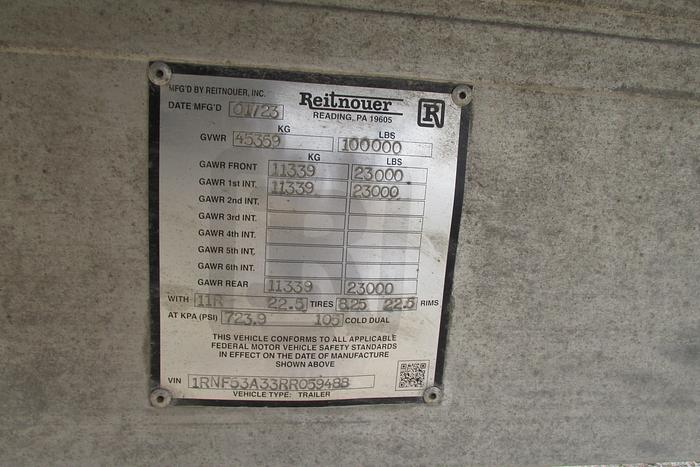 MFG'D BY REITNOUER, INC.
Reitnouer
R
DATE MFG'D 01/23
READING, PA 19605
KG LBS
GVWR 45359 100000
KG LBS
GAWR FRONT 11339 23000
GAWR 1st INT. 11339 23000
GAWR 2nd INT.
GAWR 3rd INT.
GAWR 4th INT.
GAWR 5th INT.
GAWR 6th INT.
GAWR REAR 11339 23000
WITH 11R 22.5 TIRES 8.25 22.5 RIMS
AT KPA (PSI) 723.9 105 COLD DUAL
THIS VEHICLE CONFORMS TO ALL APPLICABLE
FEDERAL MOTOR VEHICLE SAFETY STANDARDS
IN EFFECT ON THE DATE OF MANUFACTURE
SHOWN ABOVE
VIN 1RNF53A33RR059488
VEHICLE TYPE: TRAILER